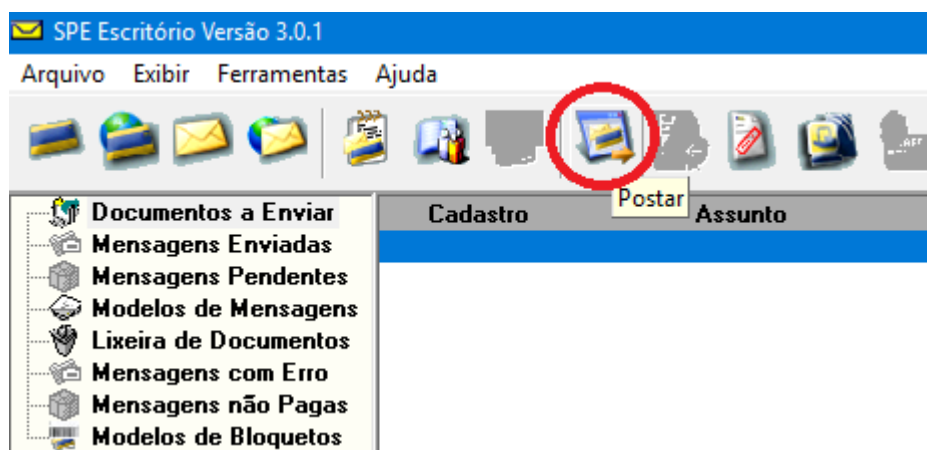 SPE Escritório Versão 3.0.1
Arquivo Exibir Ferramentas Ajuda
Postar
Cadastro Assunto
Documentos a Enviar
Mensagens Enviadas
Mensagens Pendentes
Modelos de Mensagens
Lixeira de Documentos
Mensagens com Erro
Mensagens não Pagas
Modelos de Bloquetos